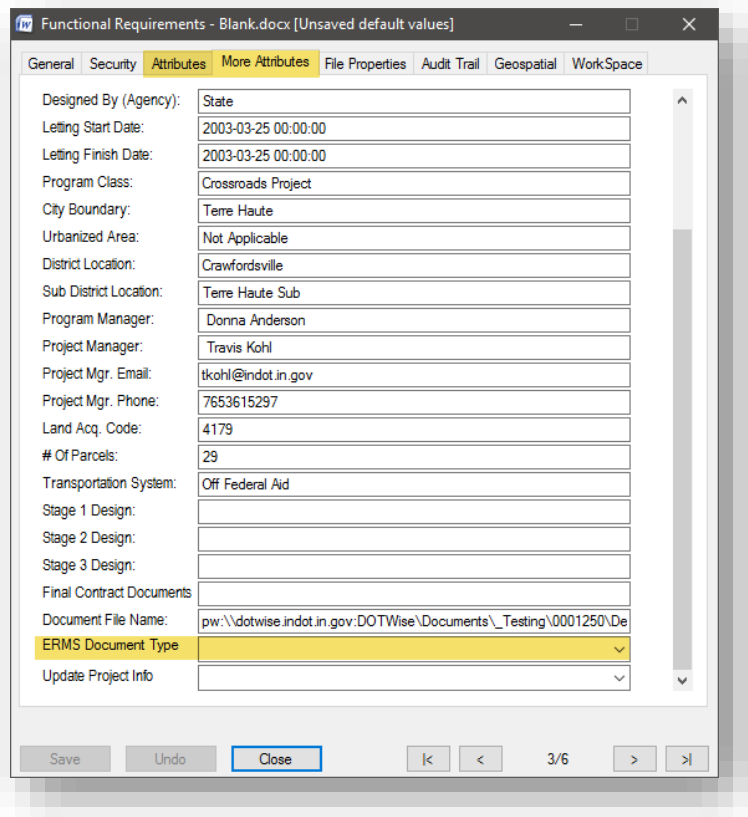 Functional Requirements - Blank.docx [Unsaved default values]
General Security Attributes More Attributes File Properties Audit Trail Geospatial WorkSpace
Designed By (Agency): State
Letting Start Date: 2003-03-25 00:00:00
Letting Finish Date: 2003-03-25 00:00:00
Program Class: Crossroads Project
City Boundary: Terre Haute
Urbanized Area: Not Applicable
District Location: Crawfordsville
Sub District Location: Terre Haute Sub
Program Manager: Donna Anderson
Project Manager: Travis Kohl
Project Mgr. Email: tkohl@indot.in.gov
Project Mgr. Phone: 7653615297
Land Acq. Code: 4179
# Of Parcels: 29
Transportation System: Off Federal Aid
Stage 1 Design:
Stage 2 Design:
Stage 3 Design:
Final Contract Documents
Document File Name: pw:\\dotwise.indot.in.gov:DOTWise\Documents\_Testing\0001250\De
ERMS Document Type
Update Project Info
Save Undo Close |< < 3/6 > >|